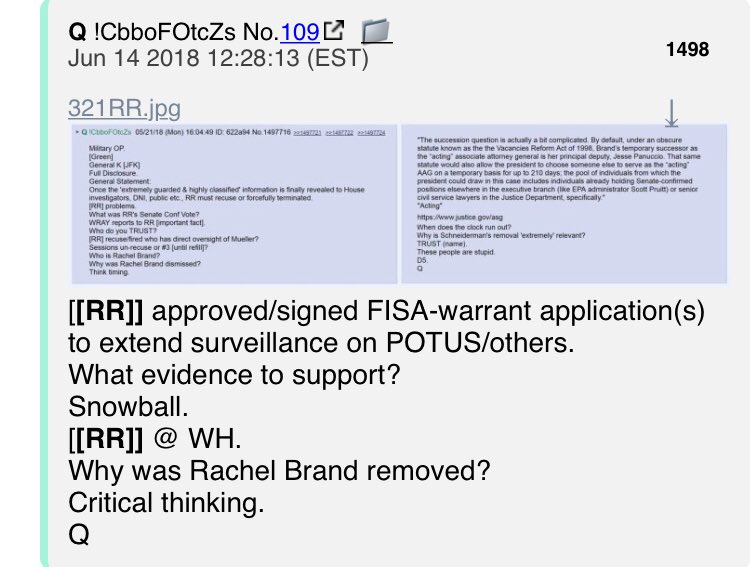 Q !CbboFOtcZs No.109
Jun 14 2018 12:28:13 (EST)
1498
321RR.jpg
Q !CbboFOtcZs 05/21/18 (Mon) 16:04:49 ID: 622a94 No.1497716 >>1497721 >>1497722 >>1497724
Military OP.
[Green]
General K [JFK]
Full Disclosure.
General Statement:
Once the 'extremely guarded & highly classified' information is finally revealed to House
investigators, DNI, public etc., RR must recuse or forcefully terminated.
[RR] problems.
What was RR's Senate Conf Vote?
WRAY reports to RR [important fact].
Who do you TRUST?
[RR] recuse/fired who has direct oversight of Mueller?
Sessions un-recuse or #3 [until refill]?
Who is Rachel Brand?
Why was Rachel Brand dismissed?
Think timing.
"The succession question is actually a bit complicated. By default, under an obscure
statute known as the the Vacancies Reform Act of 1998, Brand's temporary successor as
the "acting" associate attorney general is her principal deputy, Jesse Panuccio. That same
statute would also allow the president to choose someone else to serve as the "acting"
AAG on a temporary basis for up to 210 days; the pool of individuals from which the
president could draw in this case includes individuals already holding Senate-confirmed
positions elsewhere in the executive branch (like EPA administrator Scott Pruitt) or senior
civil service lawyers in the Justice Department, specifically."
"Acting"
https://www.justice.gov/asg
When does the clock run out?
Why is Schneiderman's removal 'extremely' relevant?
TRUST (name).
These people are stupid.
D5.
Q
[[RR]] approved/signed FISA-warrant application(s)
to extend surveillance on POTUS/others.
What evidence to support?
Snowball.
[[RR]] @ WH.
Why was Rachel Brand removed?
Critical thinking.
Q